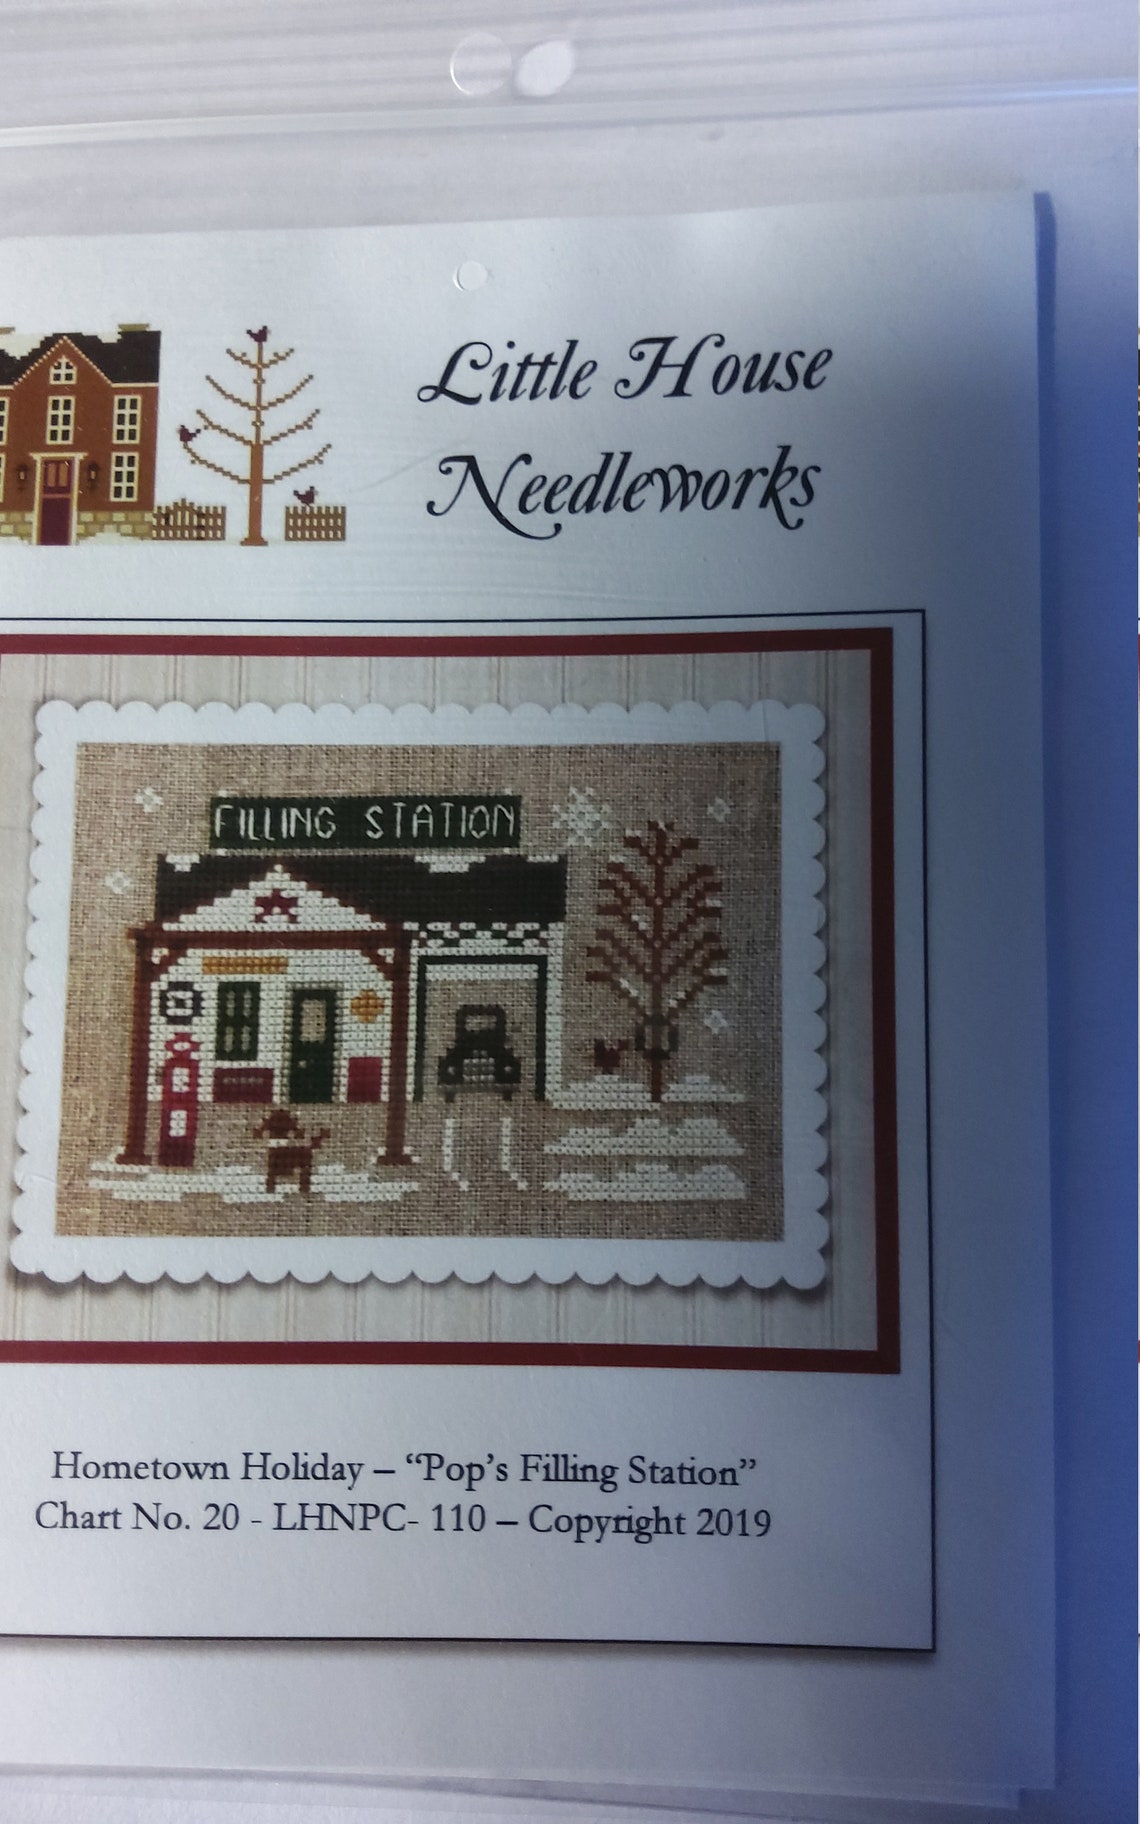 Little House
Needleworks
FILLING STATION
Hometown Holiday – “Pop’s Filling Station”
Chart No. 20 - LHNPC- 110 – Copyright 2019